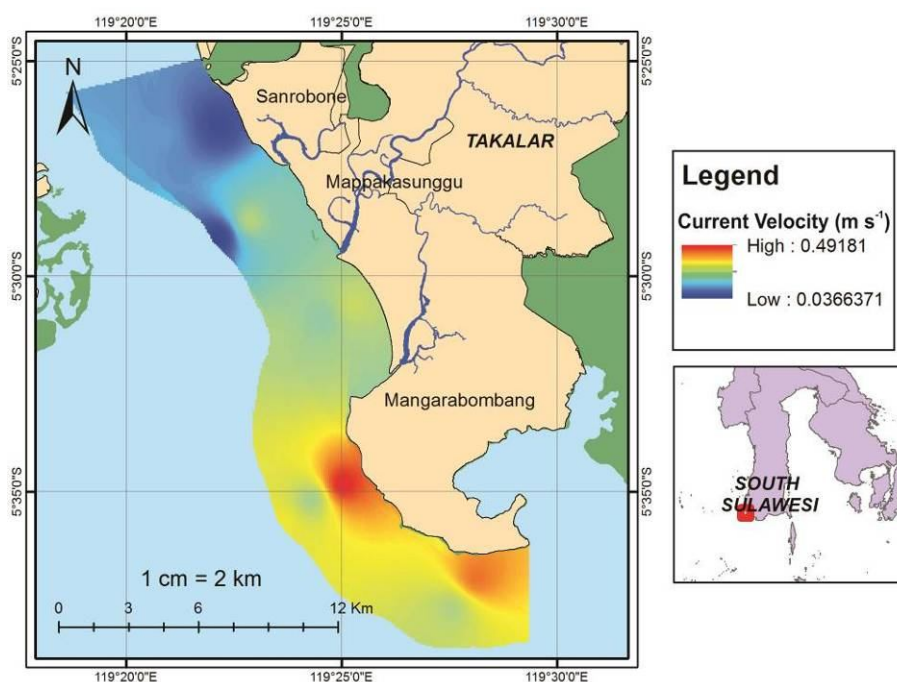 119°20'0"E 119°25'0"E 119°30'0"E
5°25'0"S
5°30'0"S
5°35'0"S
N
Sanrobone
TAKALAR
Mappakasunggu
Mangarabombang
1 cm = 2 km
0 3 6 12 Km
5°25'0"S
5°30'0"S
5°35'0"S
119°20'0"E 119°25'0"E 119°30'0"E
Legend
Current Velocity (m s⁻¹)
High : 0.49181
Low : 0.0366371
SOUTH
SULAWESI